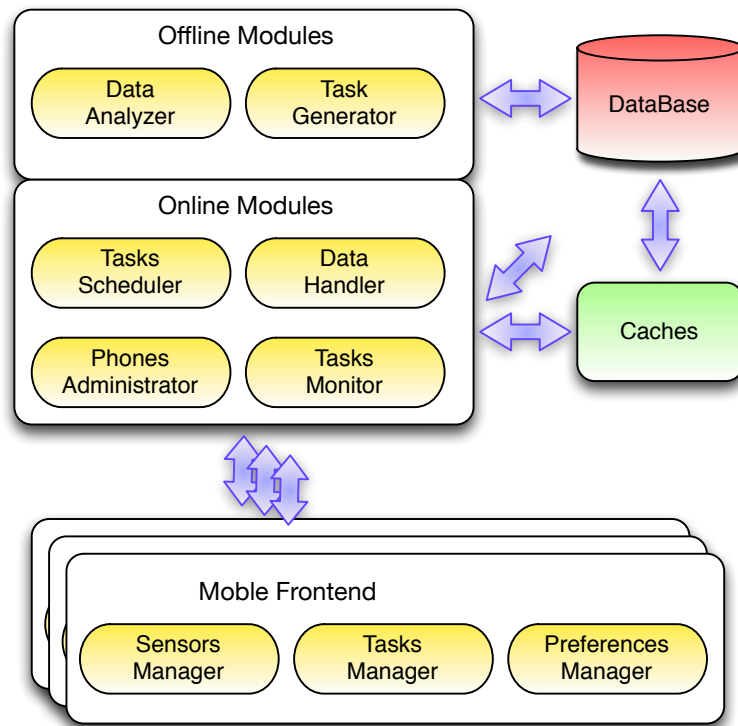 Offline Modules
Data
Analyzer
Task
Generator
DataBase
Online Modules
Tasks
Scheduler
Data
Handler
Phones
Administrator
Tasks
Monitor
Caches
Moble Frontend
Sensors
Manager
Tasks
Manager
Preferences
Manager